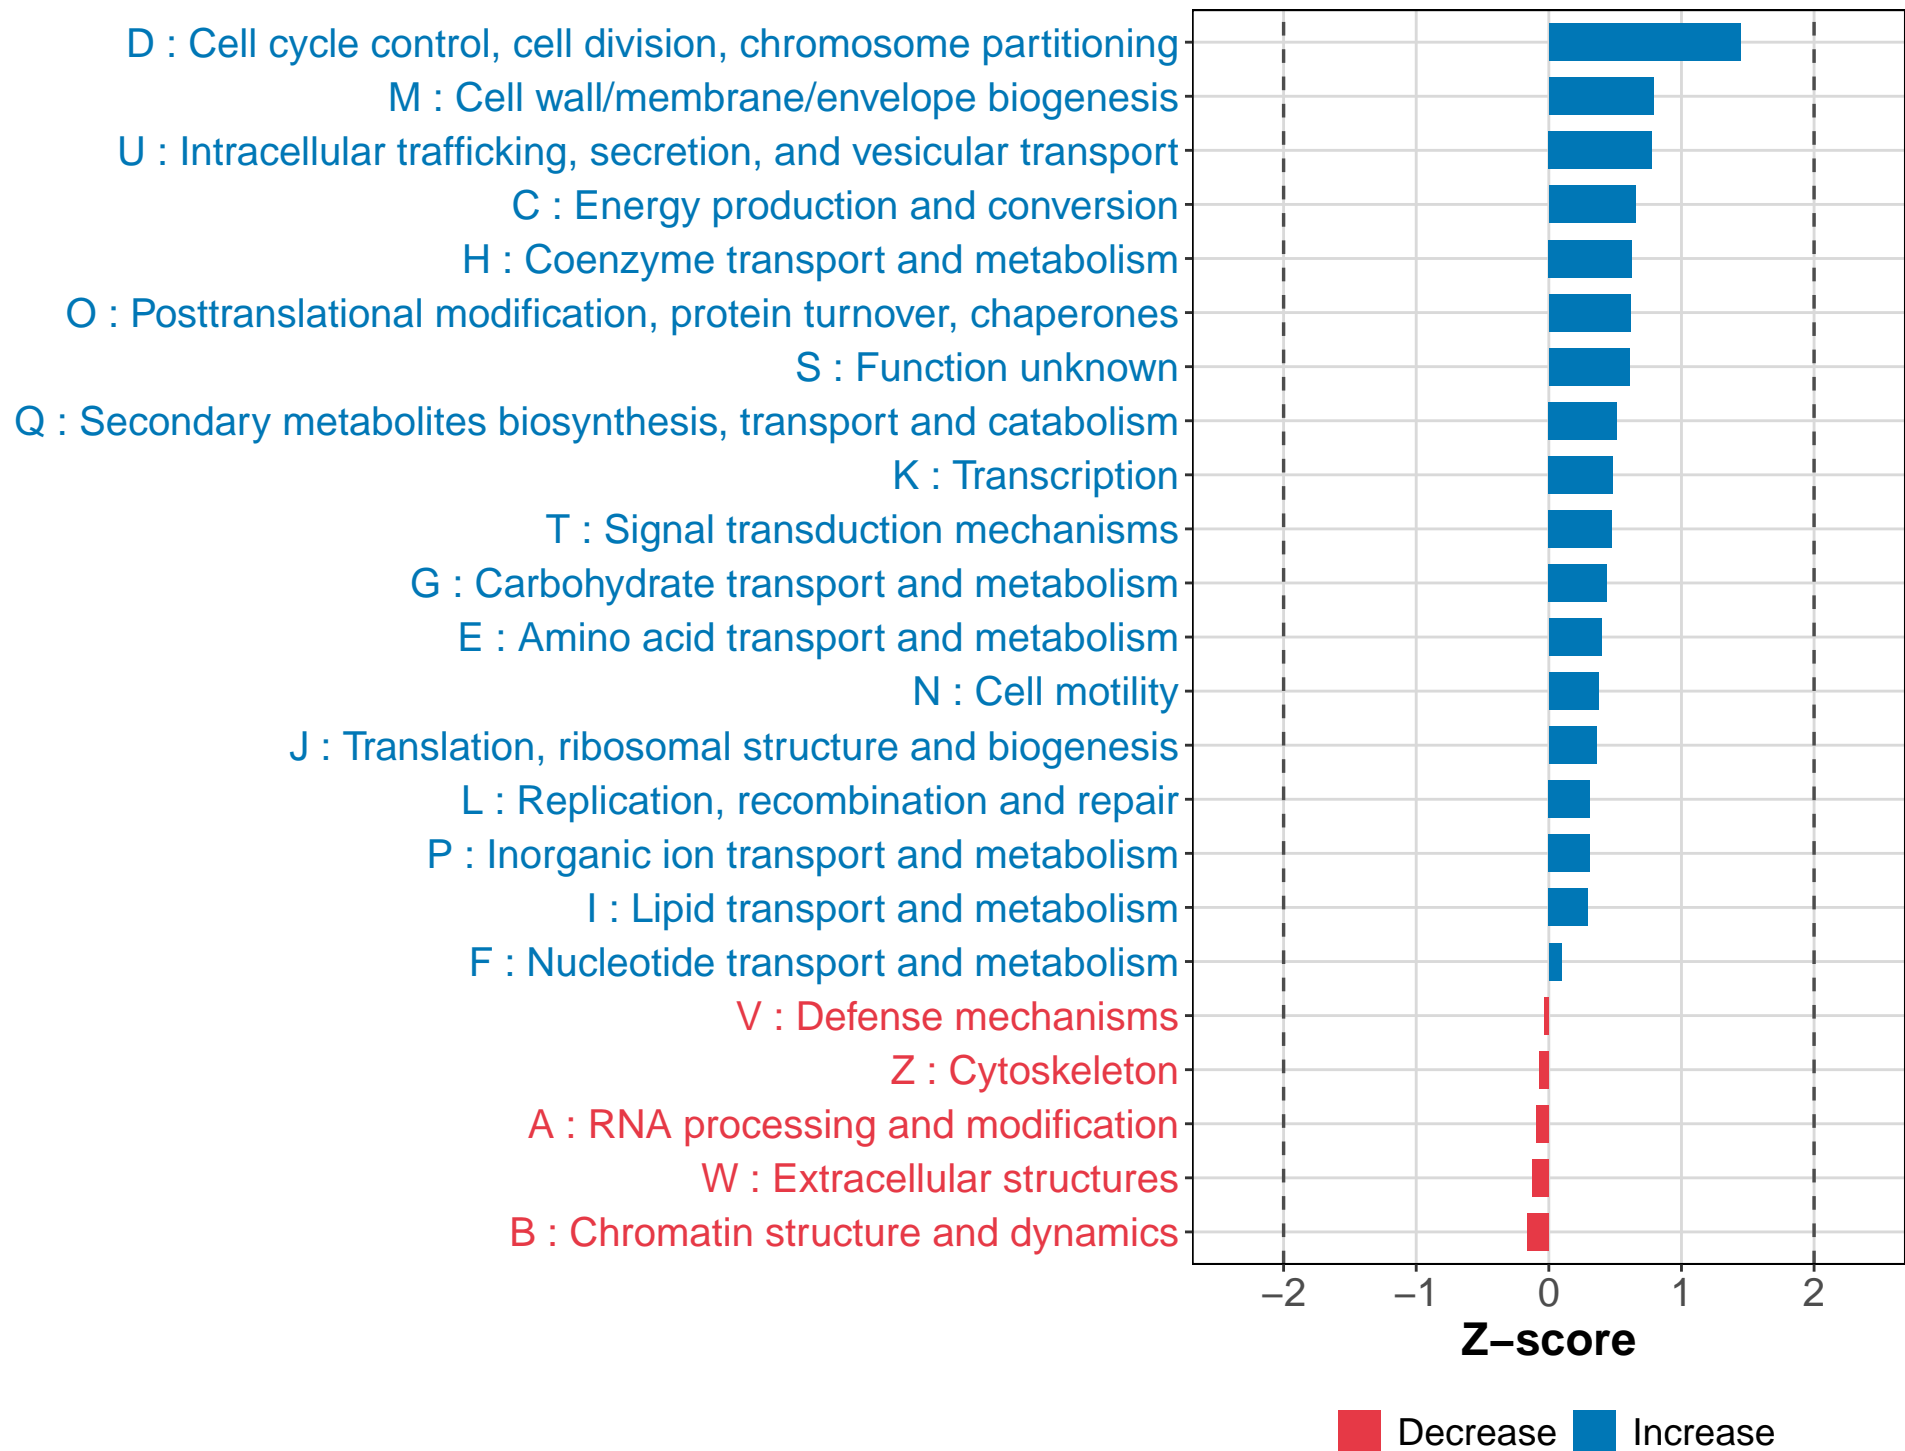 D : Cell cycle control, cell division, chromosome partitioning
M : Cell wall/membrane/envelope biogenesis
U : Intracellular trafficking, secretion, and vesicular transport
C : Energy production and conversion
H : Coenzyme transport and metabolism
O : Posttranslational modification, protein turnover, chaperones
S : Function unknown
Q : Secondary metabolites biosynthesis, transport and catabolism
K : Transcription
T : Signal transduction mechanisms
G : Carbohydrate transport and metabolism
E : Amino acid transport and metabolism
N : Cell motility
J : Translation, ribosomal structure and biogenesis
L : Replication, recombination and repair
P : Inorganic ion transport and metabolism
I : Lipid transport and metabolism
F : Nucleotide transport and metabolism
V : Defense mechanisms
Z : Cytoskeleton
A : RNA processing and modification
W : Extracellular structures
B : Chromatin structure and dynamics
−2 −1 0 1 2
Z−score
Decrease Increase